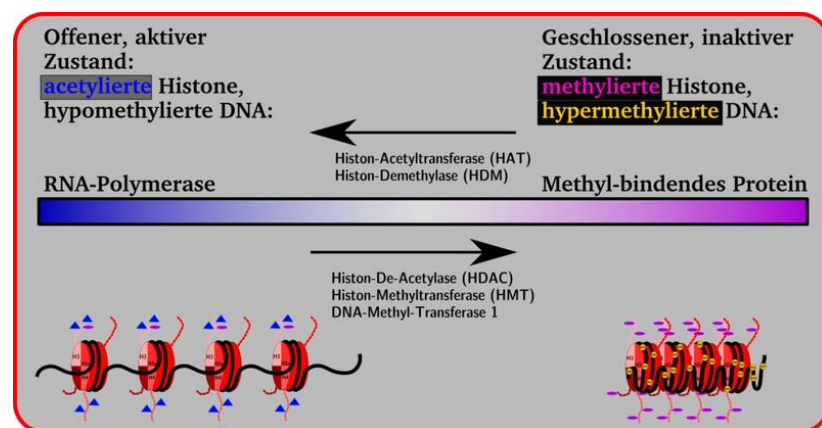 Offener, aktiver
Zustand:
acetylierte Histone,
hypomethylierte DNA:
Geschlossener, inaktiver
Zustand:
methylierte Histone,
hypermethylierte DNA:
Histon-Acetyltransferase (HAT)
Histon-Demethylase (HDM)
RNA-Polymerase
Methyl-bindendes Protein
Histon-De-Acetylase (HDAC)
Histon-Methyltransferase (HMT)
DNA-Methyl-Transferase 1